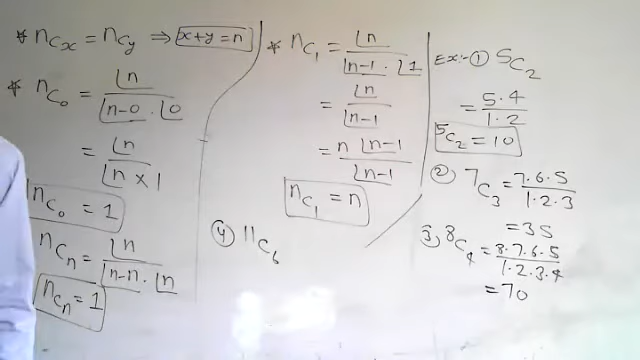 * nCx = nCy ⇒ x+y=n
* nC0 = ⌊n / ⌊n-0 . ⌊0
= ⌊n / ⌊n × 1
nC0 = 1
nCn = ⌊n / ⌊n-n . ⌊n
nCn = 1
* nC1 = ⌊n / ⌊n-1 . ⌊1
= ⌊n / ⌊n-1
= n ⌊n-1 / ⌊n-1
nC1 = n
4) 11C6
Ex:- 1) 5C2
= 5.4 / 1.2
5C2 = 10
2) 7C3 = 7.6.5 / 1.2.3
= 35
3) 8C4 = 8.7.6.5 / 1.2.3.4
= 70